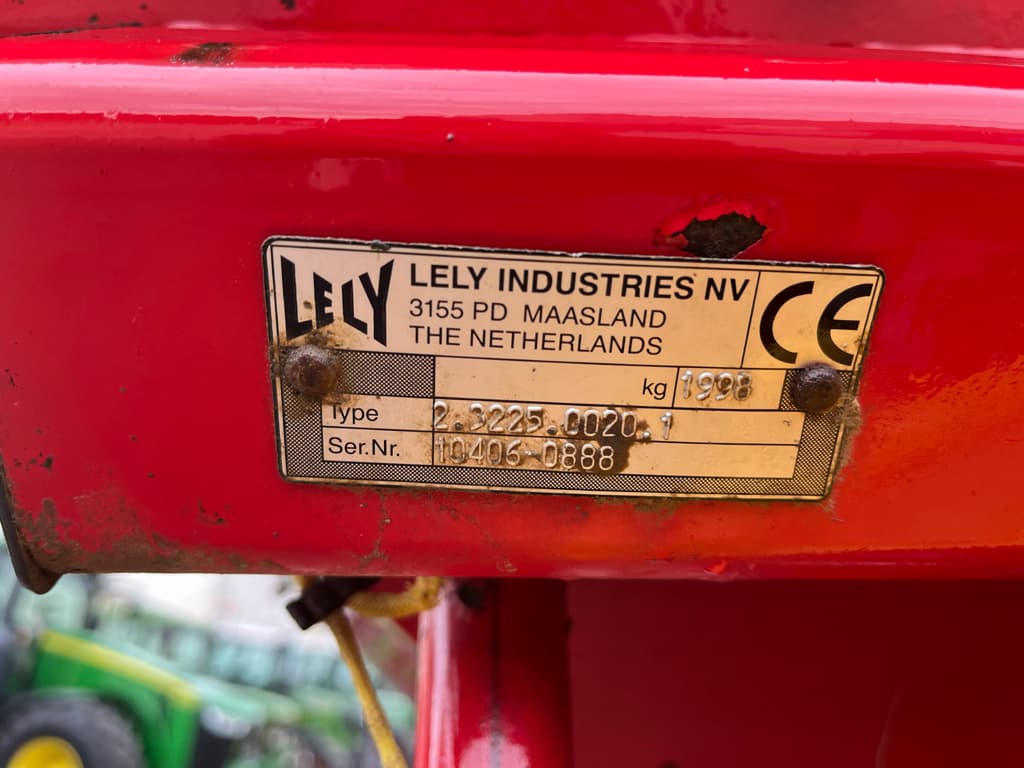 LELY
LELY INDUSTRIES NV
3155 PD MAASLAND
THE NETHERLANDS
CE
kg 1998
Type 2.3225.0020.1
Ser.Nr. 10406-0888